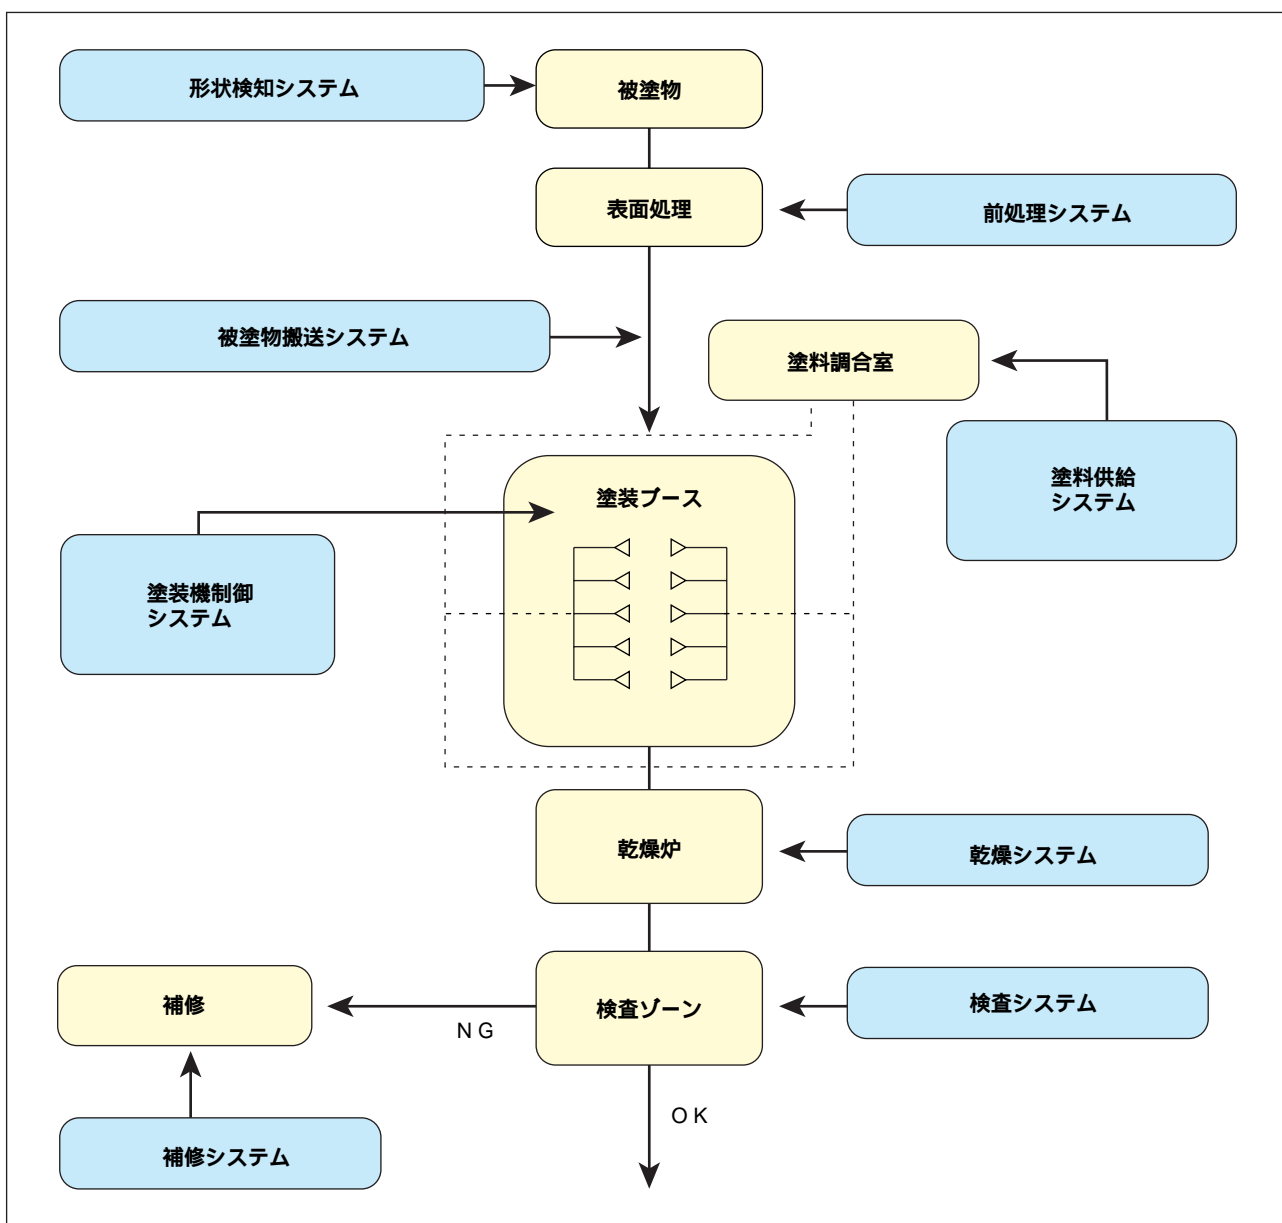 形状検知システム
被塗物
表面処理
前処理システム
被塗物搬送システム
塗料調合室
塗料供給
システム
塗装ブース
塗装機制御
システム
乾燥炉
乾燥システム
検査ゾーン
検査システム
補修
NG
OK
補修システム